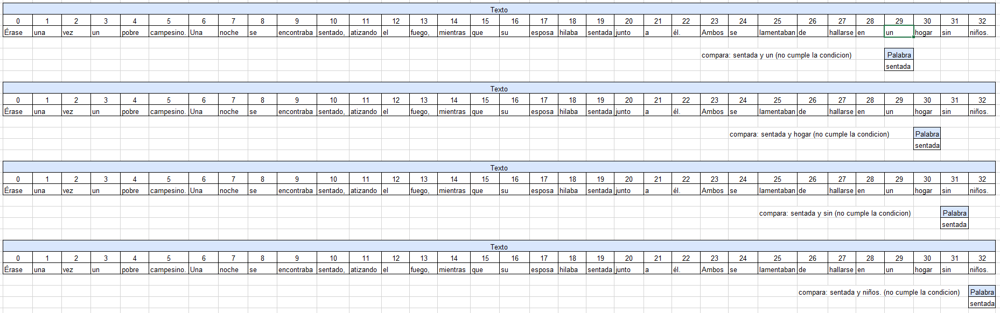 Texto
0 1 2 3 4 5 6 7 8 9 10 11 12 13 14 15 16 17 18 19 20 21 22 23 24 25 26 27 28 29 30 31 32
Érase una vez un pobre campesino. Una noche se encontraba sentado, atizando el fuego, mientras que su esposa hilaba sentada junto a él. Ambos se lamentaban de hallarse en un hogar sin niños.
compara: sentada y un (no cumple la condicion) Palabra
sentada
Texto
0 1 2 3 4 5 6 7 8 9 10 11 12 13 14 15 16 17 18 19 20 21 22 23 24 25 26 27 28 29 30 31 32
Érase una vez un pobre campesino. Una noche se encontraba sentado, atizando el fuego, mientras que su esposa hilaba sentada junto a él. Ambos se lamentaban de hallarse en un hogar sin niños.
compara: sentada y hogar (no cumple la condicion) Palabra
sentada
Texto
0 1 2 3 4 5 6 7 8 9 10 11 12 13 14 15 16 17 18 19 20 21 22 23 24 25 26 27 28 29 30 31 32
Érase una vez un pobre campesino. Una noche se encontraba sentado, atizando el fuego, mientras que su esposa hilaba sentada junto a él. Ambos se lamentaban de hallarse en un hogar sin niños.
compara: sentada y sin (no cumple la condicion) Palabra
sentada
Texto
0 1 2 3 4 5 6 7 8 9 10 11 12 13 14 15 16 17 18 19 20 21 22 23 24 25 26 27 28 29 30 31 32
Érase una vez un pobre campesino. Una noche se encontraba sentado, atizando el fuego, mientras que su esposa hilaba sentada junto a él. Ambos se lamentaban de hallarse en un hogar sin niños.
compara: sentada y niños. (no cumple la condicion) Palabra
sentada